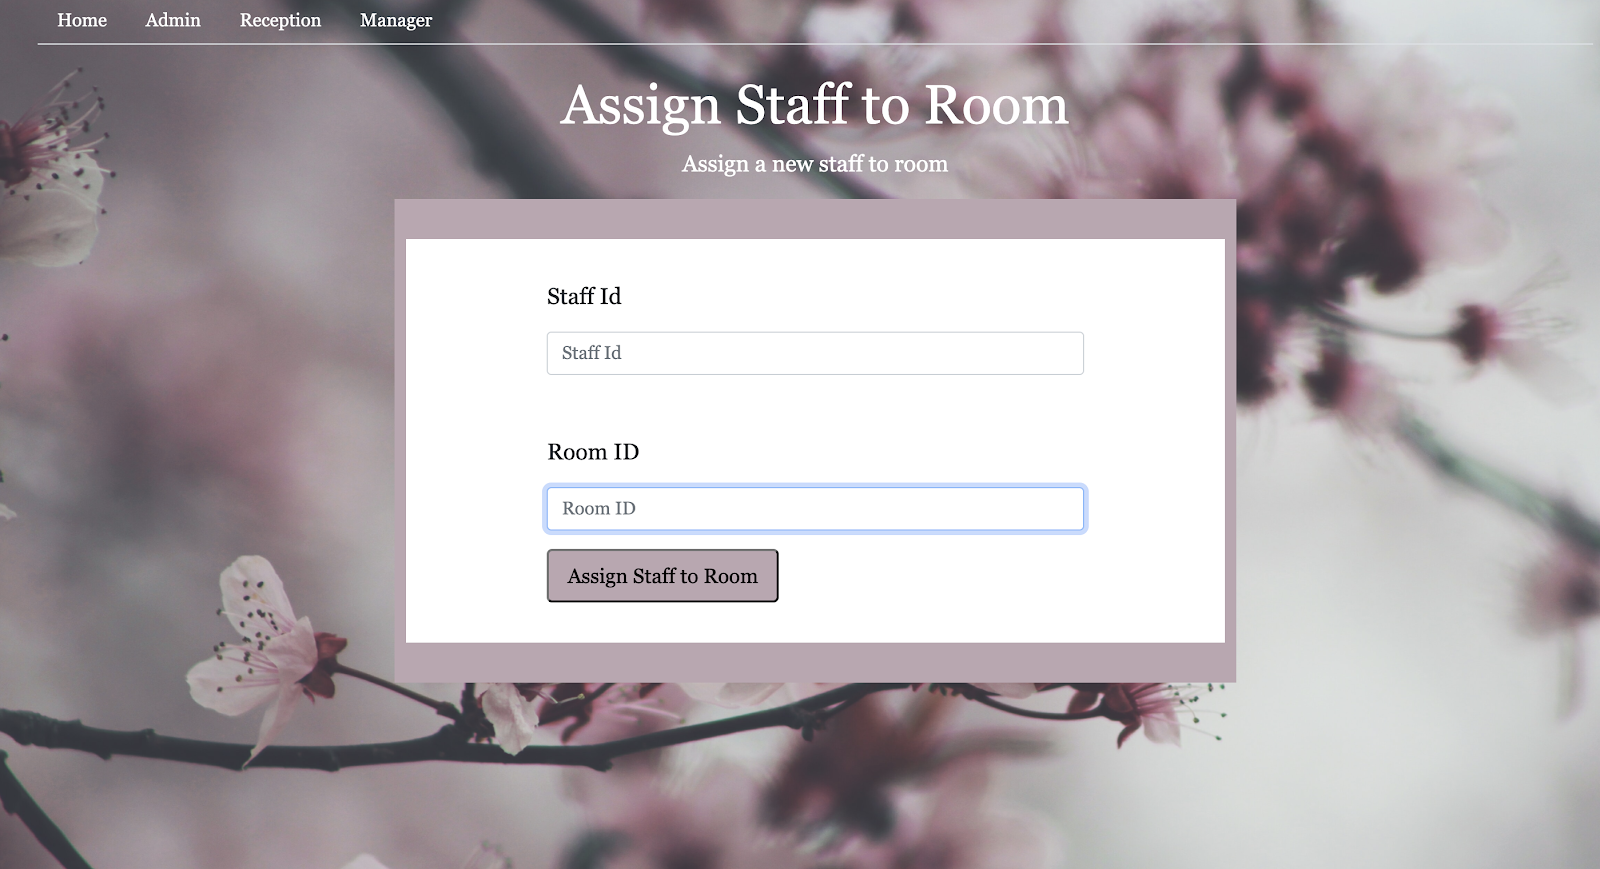 Home Admin Reception Manager
Assign Staff to Room
Assign a new staff to room
Staff Id
Staff Id
Room ID
Room ID
Assign Staff to Room